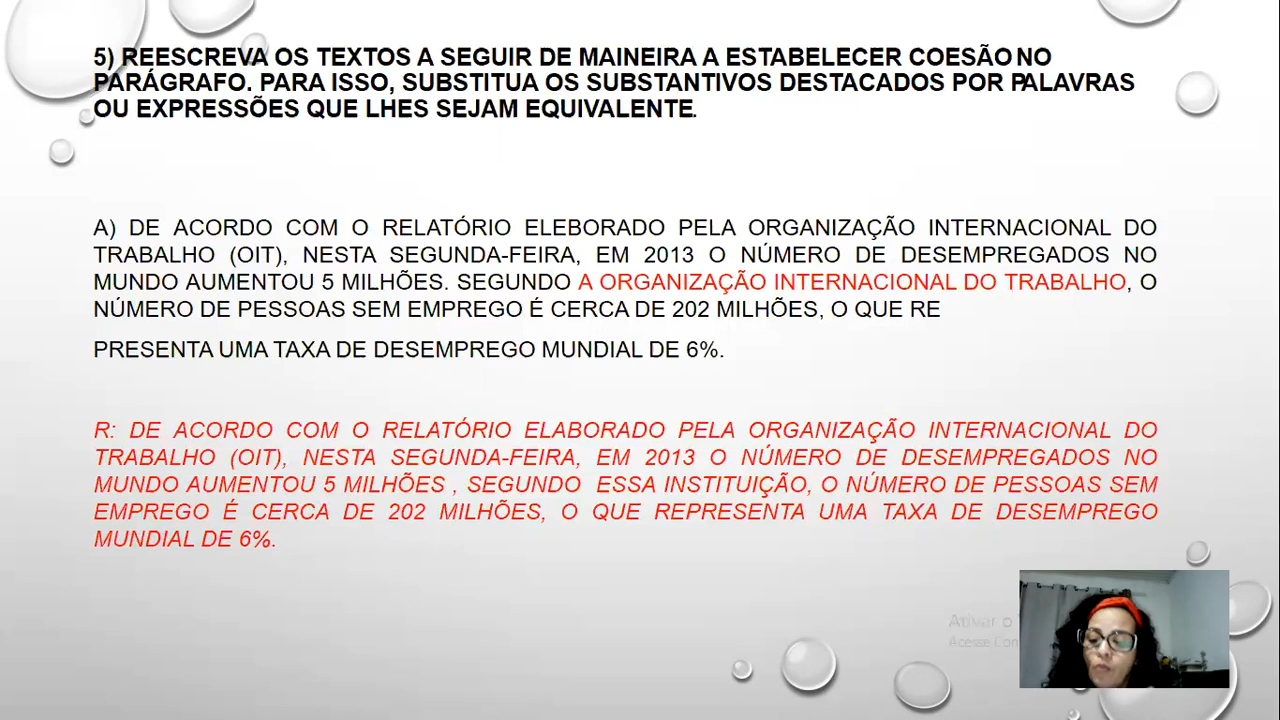 5) REESCREVA OS TEXTOS A SEGUIR DE MAINEIRA A ESTABELECER COESÃO NO
PARÁGRAFO. PARA ISSO, SUBSTITUA OS SUBSTANTIVOS DESTACADOS POR PALAVRAS
OU EXPRESSÕES QUE LHES SEJAM EQUIVALENTE.
A) DE ACORDO COM O RELATÓRIO ELEBORADO PELA ORGANIZAÇÃO INTERNACIONAL DO
TRABALHO (OIT), NESTA SEGUNDA-FEIRA, EM 2013 O NÚMERO DE DESEMPREGADOS NO
MUNDO AUMENTOU 5 MILHÕES. SEGUNDO A ORGANIZAÇÃO INTERNACIONAL DO TRABALHO, O
NÚMERO DE PESSOAS SEM EMPREGO É CERCA DE 202 MILHÕES, O QUE RE
PRESENTA UMA TAXA DE DESEMPREGO MUNDIAL DE 6%.
R: DE ACORDO COM O RELATÓRIO ELABORADO PELA ORGANIZAÇÃO INTERNACIONAL DO
TRABALHO (OIT), NESTA SEGUNDA-FEIRA, EM 2013 O NÚMERO DE DESEMPREGADOS NO
MUNDO AUMENTOU 5 MILHÕES , SEGUNDO ESSA INSTITUIÇÃO, O NÚMERO DE PESSOAS SEM
EMPREGO É CERCA DE 202 MILHÕES, O QUE REPRESENTA UMA TAXA DE DESEMPREGO
MUNDIAL DE 6%.
Ativar o
Acesse Con